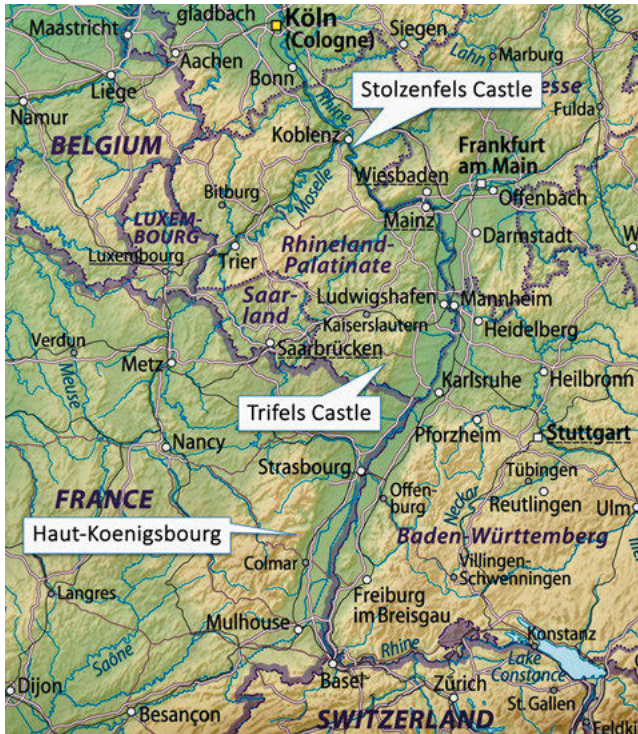 gladbach
Köln
(Cologne)
Maastricht
Siegen
Aachen
Lahn
Marburg
Bonn
Liège
Rhine
Stolzenfels Castle
esse
Fulda
Namur
BELGIUM
Koblenz
Frankfurt
am Main
Wiesbaden
Bitburg
Moselle
Offenbach
Mainz
LUXEM-
BOURG
Darmstadt
W
Luxembourg
Trier
Rhineland-
Palatinate
Saar-
land
Ludwigshafen
Mannheim
Kaiserslautern
Heidelberg
Verdun
Saarbrücken
Metz
Meuse
Karlsruhe
Heilbronn
Trifels Castle
Pforzheim
Stuttgart
Nancy
Strasbourg
Tübingen
Offen-
burg
Neckar
Reutlingen
FRANCE
Ulm
Haut-Koenigsbourg
Baden-Württemberg
Colmar
Villingen-
Schwenningen
Langres
Freiburg
im Breisgau
Mulhouse
Konstanz
Saône
Rhine
Lake
Constance
Basel
Dijon
Zürich
St. Gallen
Besançon
SWITZERLAND
Feldki